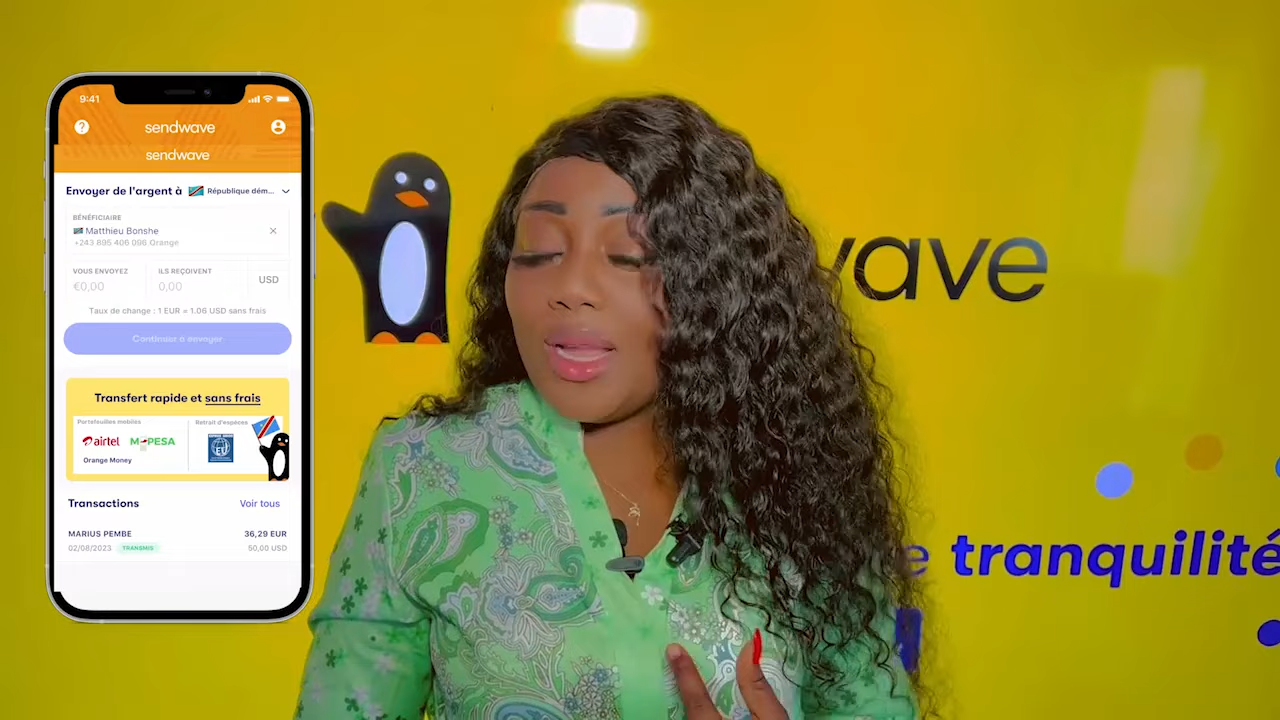 9:41
sendwave
sendwave
Envoyer de l'argent à République dém...
BÉNÉFICIAIRE
Matthieu Bonshe
+243 895 406 096 Orange
VOUS ENVOYEZ
ILS REÇOIVENT
€0,00
0,00
USD
Taux de change : 1 EUR = 1.06 USD sans frais
Continuer à envoyer
Transfert rapide et sans frais
Portefeuilles mobiles
Retrait d'espèces
airtel
M-PESA
Orange Money
EU
Transactions
Voir tous
MARIUS PEMBE
36,29 EUR
02/08/2023
TRANSMIS
50,00 USD
wave
e tranquilité